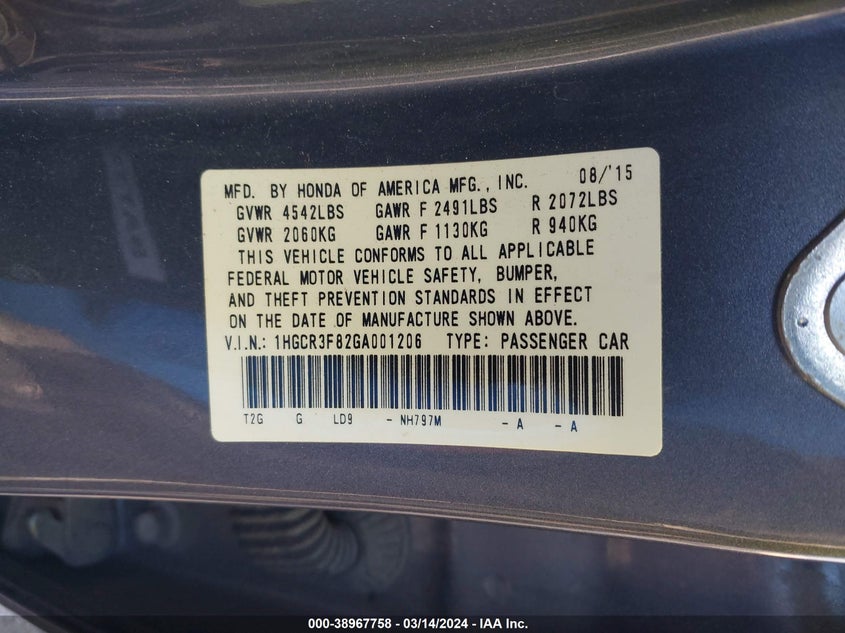 MFD. BY HONDA OF AMERICA MFG., INC. 08/'15
GVWR 4542LBS GAWR F 2491LBS R 2072LBS
GVWR 2060KG GAWR F 1130KG R 940KG
THIS VEHICLE CONFORMS TO ALL APPLICABLE
FEDERAL MOTOR VEHICLE SAFETY, BUMPER,
AND THEFT PREVENTION STANDARDS IN EFFECT
ON THE DATE OF MANUFACTURE SHOWN ABOVE.
V.I.N.: 1HGCR3F82GA001206 TYPE: PASSENGER CAR
T2G G LD9 - NH797M - A - A
000-38967758 / 03/14/2024 - IAA Inc.